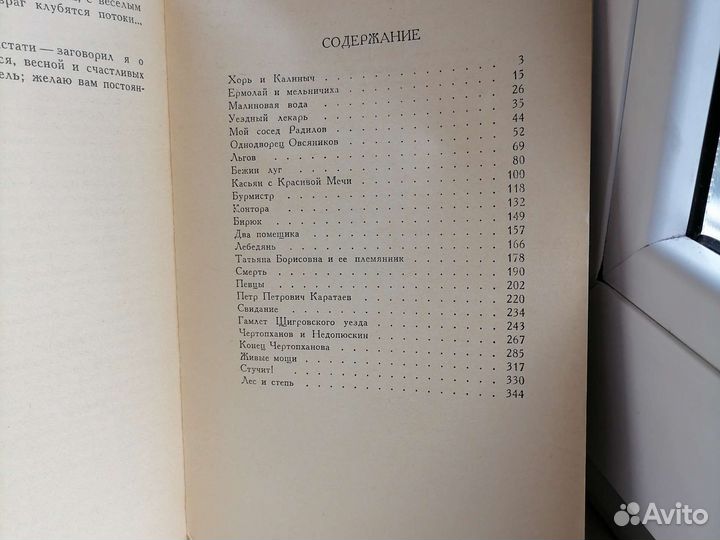 с веселым
враг клубятся потоки...
стати — заговорил я о
ся, весной и счастливых
ель; желаю вам постоян-
СОДЕРЖАНИЕ
Хорь и Калиныч . . . . . . . . . . 3
Ермолай и мельничиха . . . . . . . . . . 15
Малиновая вода . . . . . . . . . . 26
Уездный лекарь . . . . . . . . . . 35
Мой сосед Радилов . . . . . . . . . . 44
Однодворец Овсяников . . . . . . . . . . 52
Льгов . . . . . . . . . . 69
Бежин луг . . . . . . . . . . 80
Касьян с Красивой Мечи . . . . . . . . . . 100
Бурмистр . . . . . . . . . . 118
Контора . . . . . . . . . . 132
Бирюк . . . . . . . . . . 149
Два помещика . . . . . . . . . . 157
Лебедянь . . . . . . . . . . 166
Татьяна Борисовна и ее племянник . . . . . . . . . . 178
Смерть . . . . . . . . . . 190
Певцы . . . . . . . . . . 202
Петр Петрович Каратаев . . . . . . . . . . 220
Свидание . . . . . . . . . . 234
Гамлет Щигровского уезда . . . . . . . . . . 243
Чертопханов и Недопюскин . . . . . . . . . . 267
Конец Чертопханова . . . . . . . . . . 285
Живые мощи . . . . . . . . . . 317
Стучит! . . . . . . . . . . 330
Лес и степь . . . . . . . . . . 344
Avito